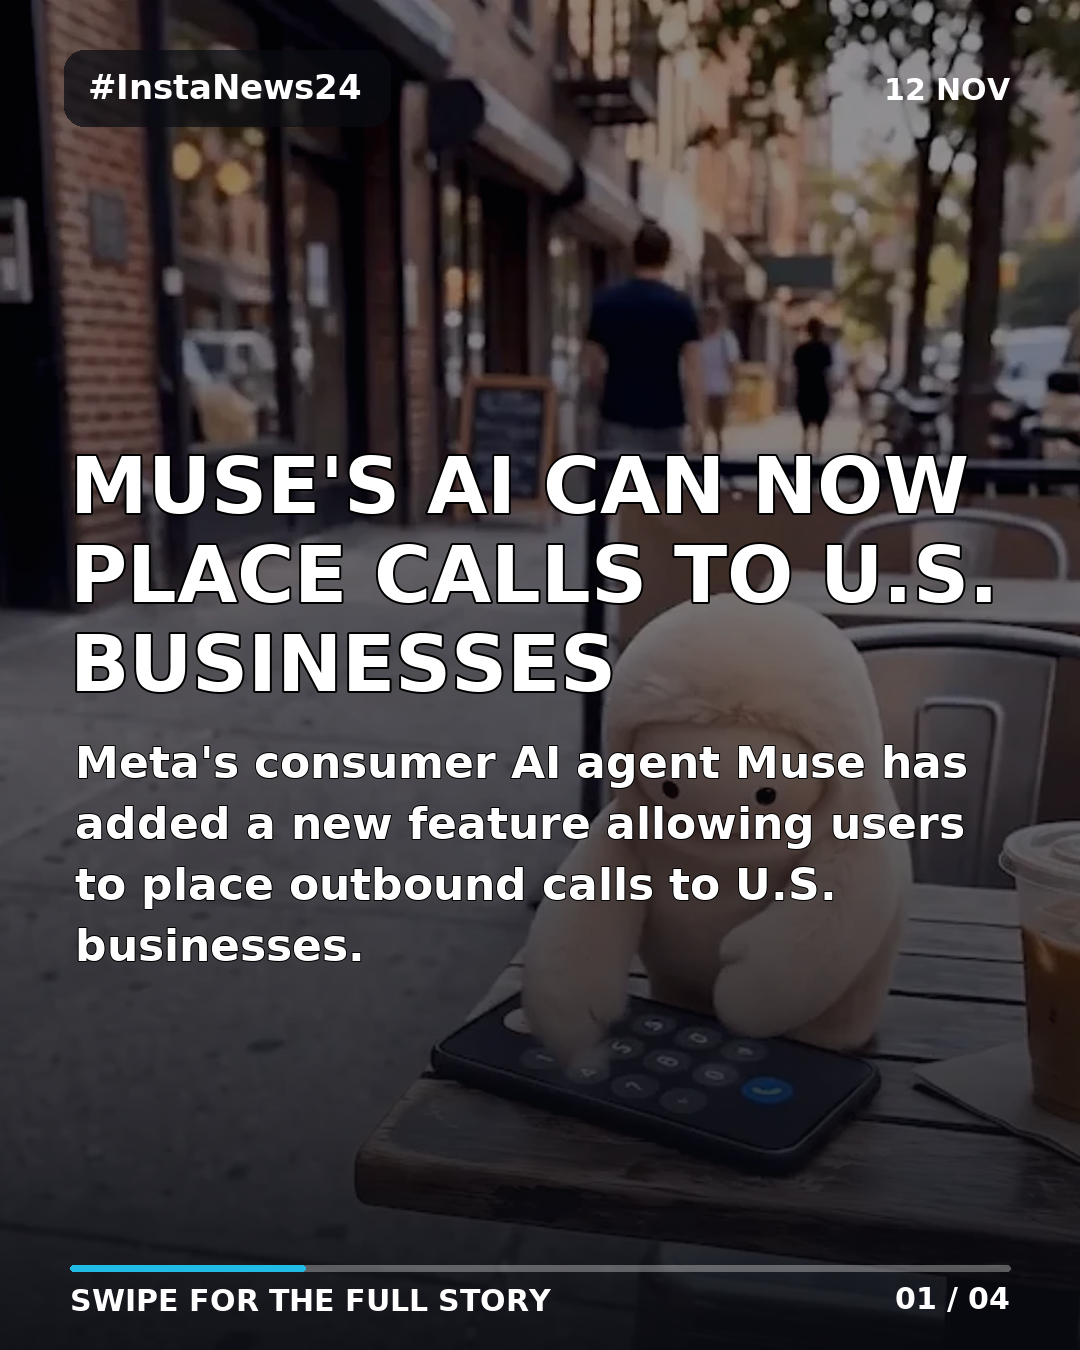 #InstaNews24
12 NOV
MUSE'S AI CAN NOW
PLACE CALLS TO U.S.
BUSINESSES
Meta's consumer AI agent Muse has
added a new feature allowing users
to place outbound calls to U.S.
businesses.
SWIPE FOR THE FULL STORY
01 / 04